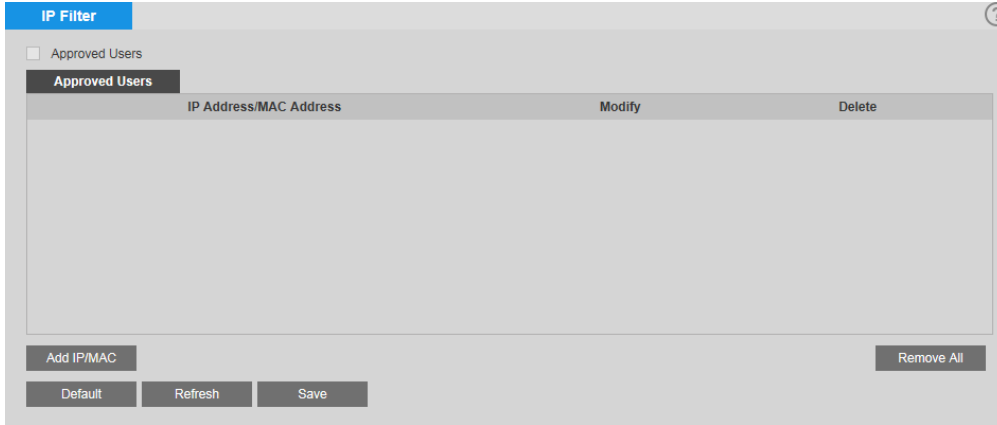 IP Filter
Approved Users
Approved Users
IP Address/MAC Address Modify Delete
Add IP/MAC Remove All
Default Refresh Save